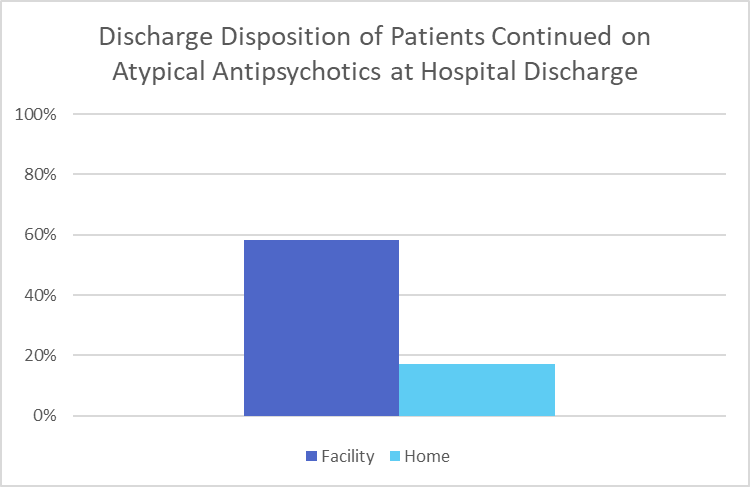 Discharge Disposition of Patients Continued on
Atypical Antipsychotics at Hospital Discharge
100%
80%
60%
40%
20%
0%
Facility Home